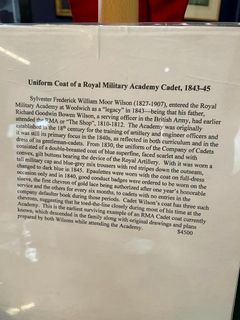 Uniform Coat of a Royal Military Academy Cadet, 1843-45
Sylvester Frederick William Moor Wilson (1827-1907), entered the Royal
Military Academy at Woolwich as a "legacy" in 1843—being that his father,
Richard Goodwin Bowen Wilson, a serving officer in the British Army, had earlier
attended the RMA or "The Shop", 1810-1812. The Academy was originally
established in the 18th century for the training of artillery and engineer officers and
it was still its primary focus in the 1840s, as reflected in both curriculum and in the
dress of its gentleman-cadets. From 1830, the uniform of the Company of Cadets
consisted of a double-breasted coat of blue superfine, faced scarlet and with
convex, gilt buttons bearing the device of the Royal Artillery. With it was worn a
tall military cap and blue-grey mix trousers with red stripes down the outseam,
changed to dark blue in 1845. Epaulettes were worn with the coat on full-dress
occasion only and in 1840, good conduct badges were ordered to be worn on the
sleeve, the first chevron of gold lace being authorized after one year's honorable
service and the others for every six months, to cadets with no entries in the
company defaulter book during those periods. Cadet Wilson's coat has three such
chevrons, suggesting that he toed-the-line closely during most of his time at the
Academy. This is the earliest surviving example of an RMA Cadet coat currently
known, which descended in the family along with original drawings and plans
prepared by both Wilsons while attending the Academy.
$4500